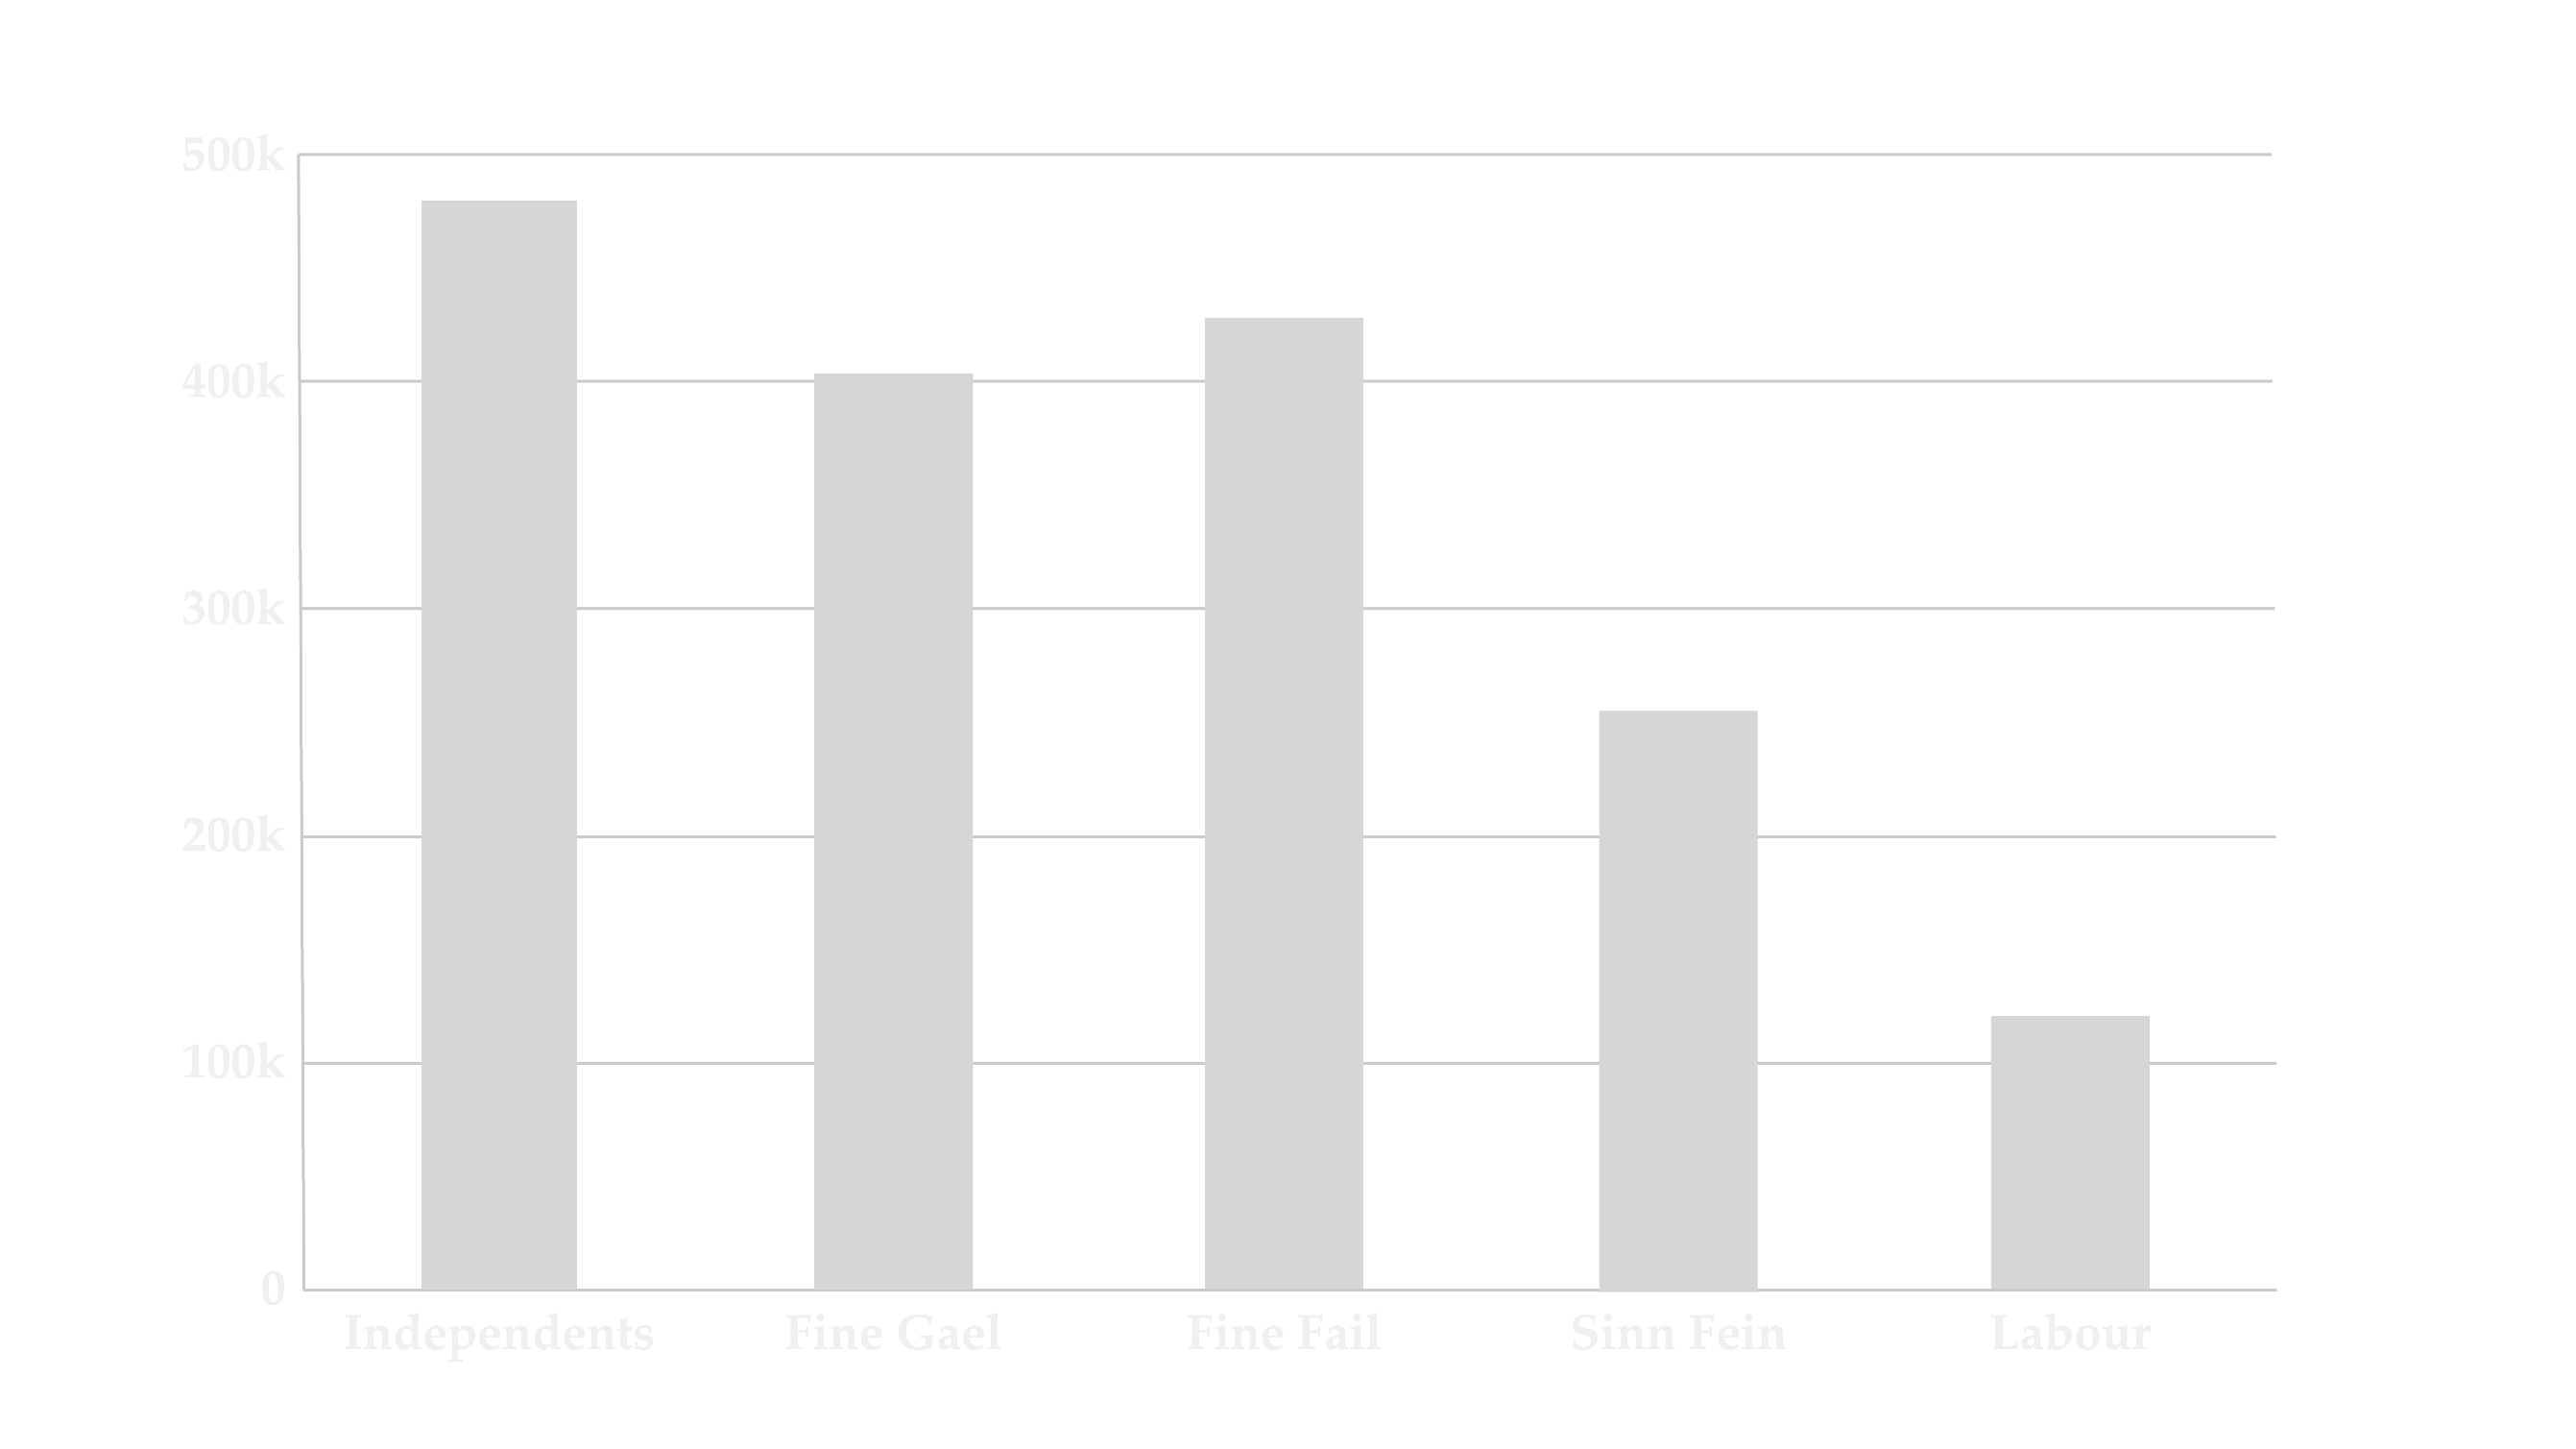 500k
400k
300k
200k
100k
0
Independents Fine Gael Fine Fail Sinn Fein Labour